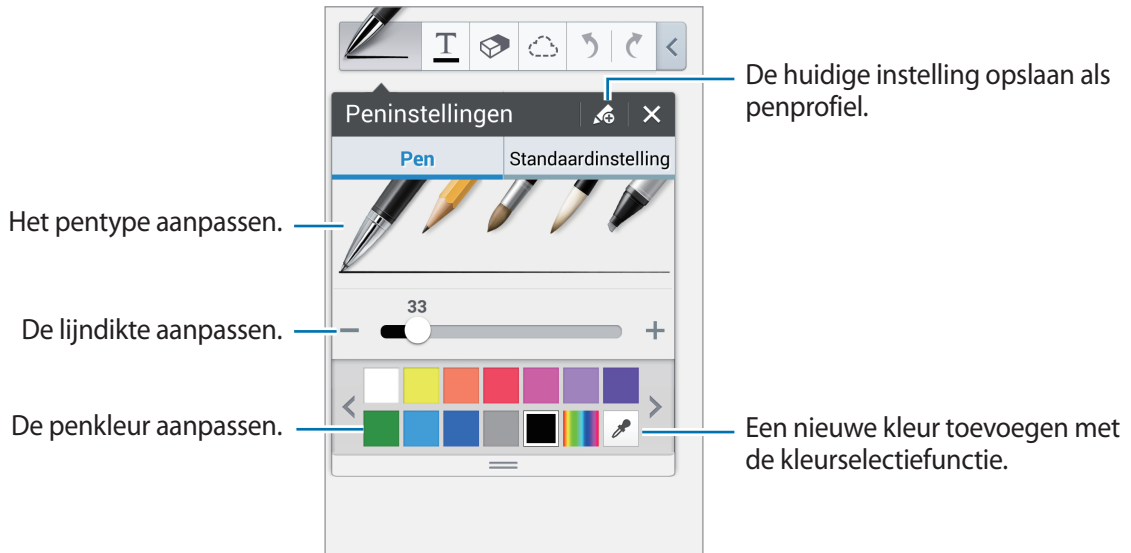 T
De huidige instelling opslaan als
penprofiel.
Peninstellingen
Pen
Standaardinstelling
Het pentype aanpassen.
33
De lijndikte aanpassen.
De penkleur aanpassen.
Een nieuwe kleur toevoegen met
de kleurselectiefunctie.